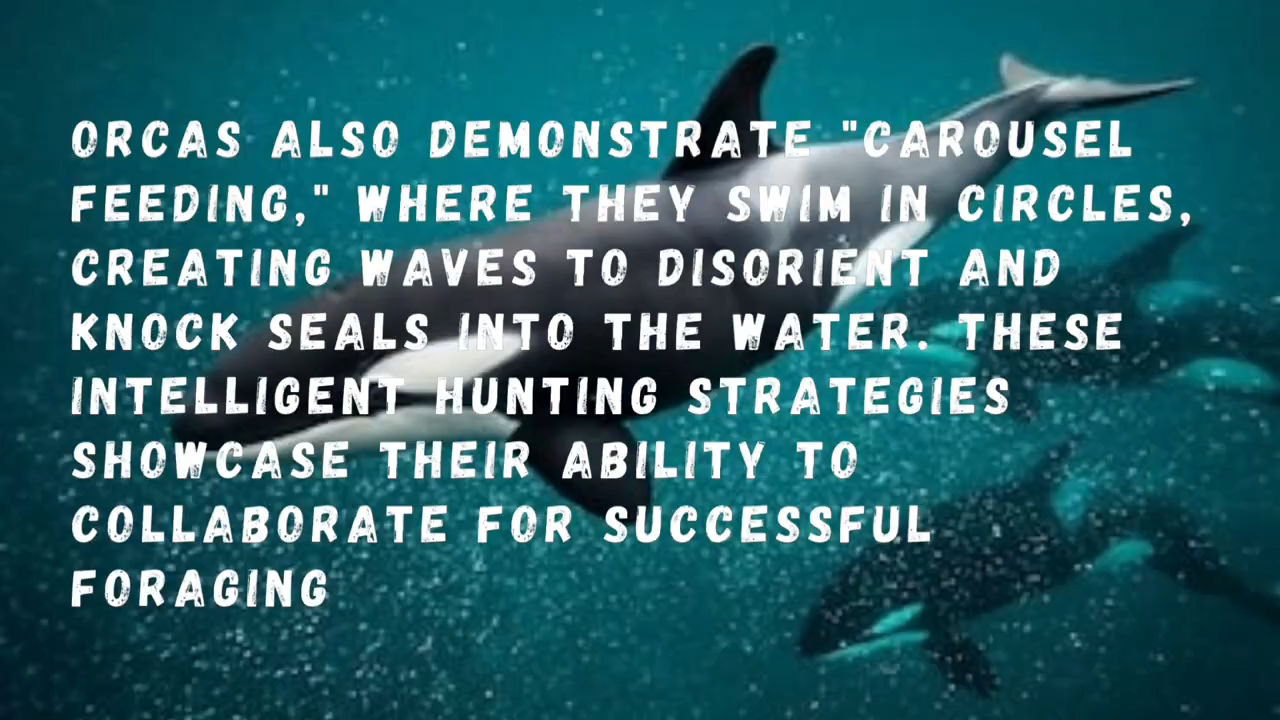 ORCAS ALSO DEMONSTRATE "CAROUSEL
FEEDING," WHERE THEY SWIM IN CIRCLES,
CREATING WAVES TO DISORIENT AND
KNOCK SEALS INTO THE WATER. THESE
INTELLIGENT HUNTING STRATEGIES
SHOWCASE THEIR ABILITY TO
COLLABORATE FOR SUCCESSFUL
FORAGING